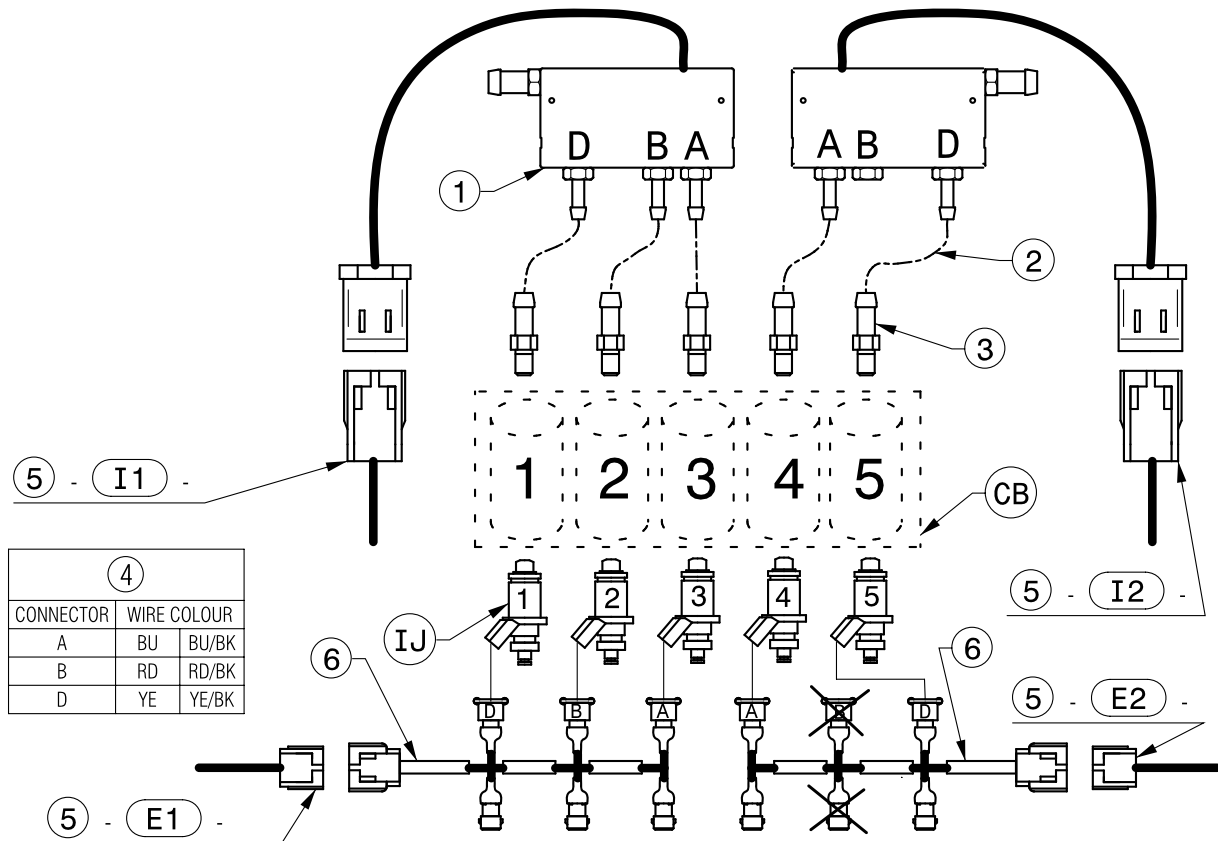 D B A
A B D
1
2
3
1 2 3 4 5
CB
5 - I1 -
5 - I2 -
4
CONNECTOR WIRE COLOUR
A BU BU/BK
B RD RD/BK
D YE YE/BK
IJ
1 2 3 4 5
6
6
D B A A B D
5 - E2 -
5 - E1 -